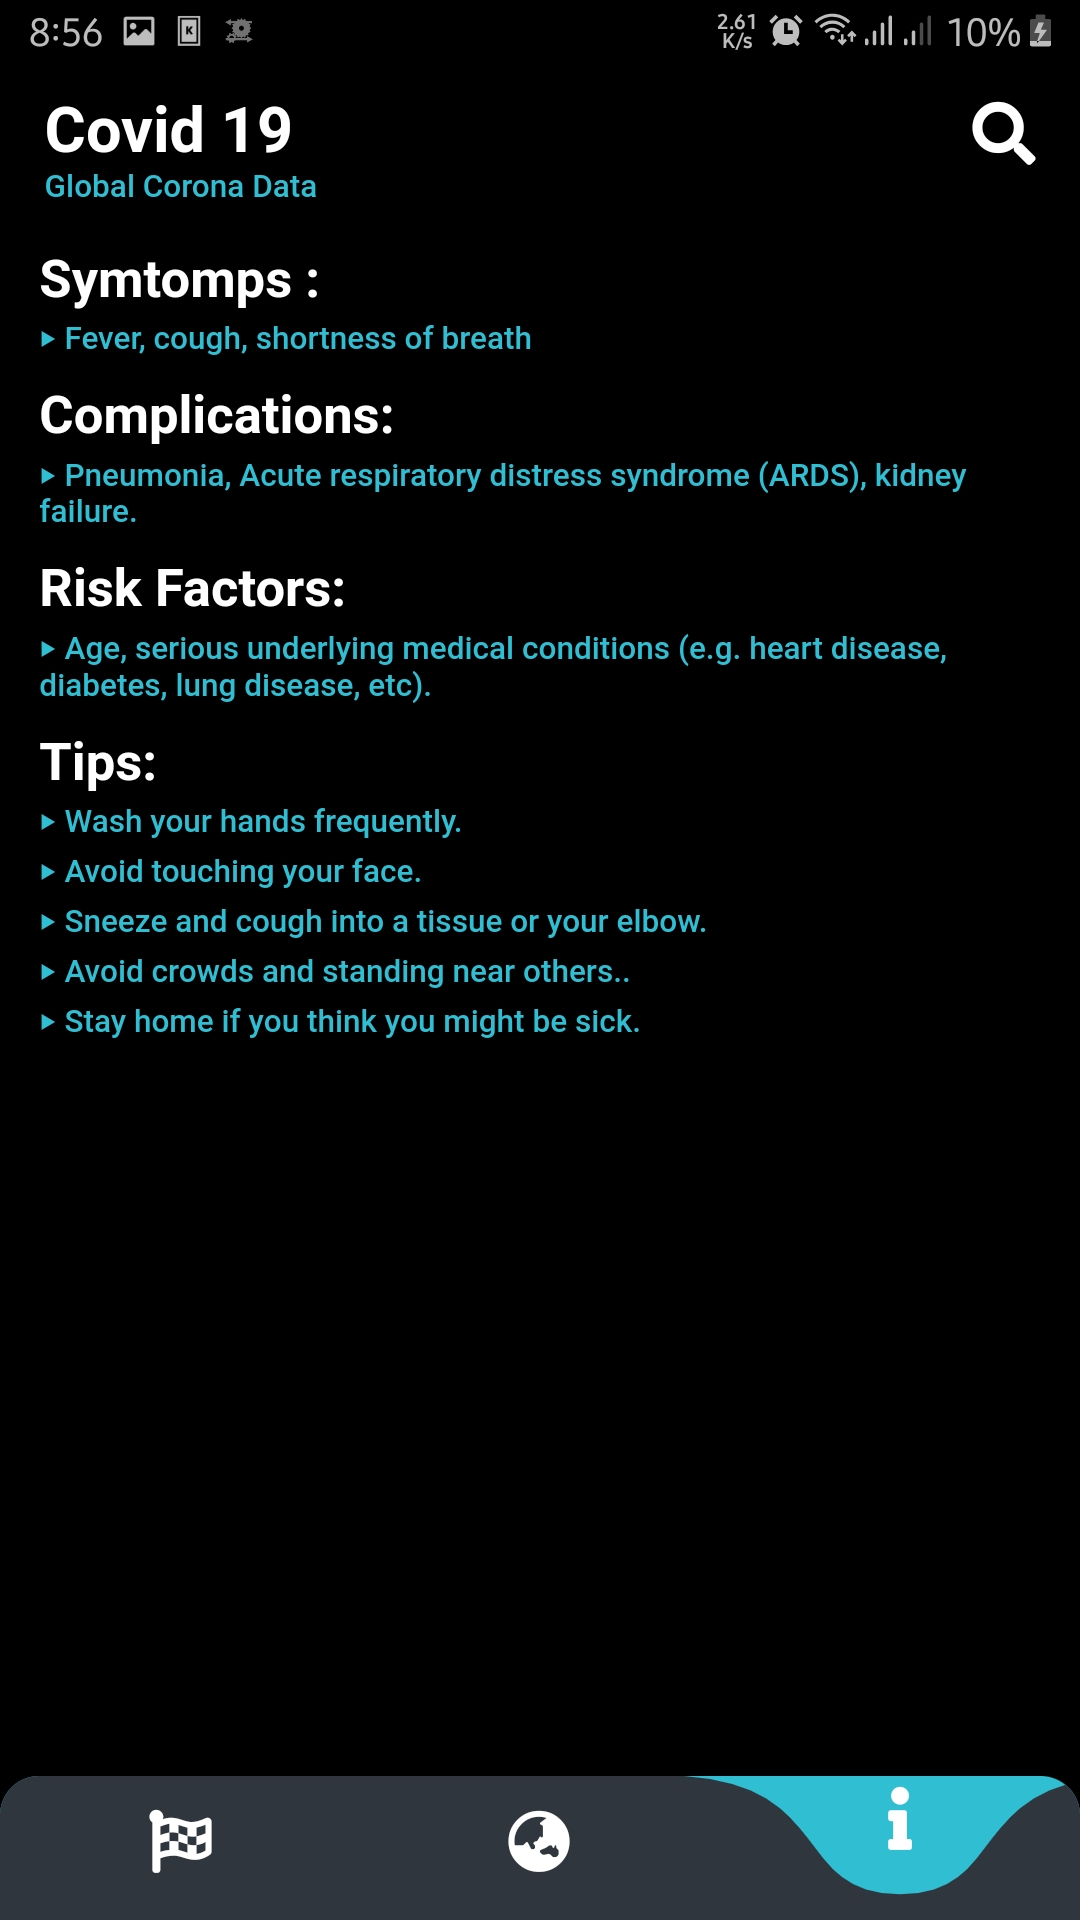 8:56 2.61 K/s 10%
Covid 19
Global Corona Data
Symtomps :
▸ Fever, cough, shortness of breath
Complications:
▸ Pneumonia, Acute respiratory distress syndrome (ARDS), kidney
failure.
Risk Factors:
▸ Age, serious underlying medical conditions (e.g. heart disease,
diabetes, lung disease, etc).
Tips:
▸ Wash your hands frequently.
▸ Avoid touching your face.
▸ Sneeze and cough into a tissue or your elbow.
▸ Avoid crowds and standing near others..
▸ Stay home if you think you might be sick.